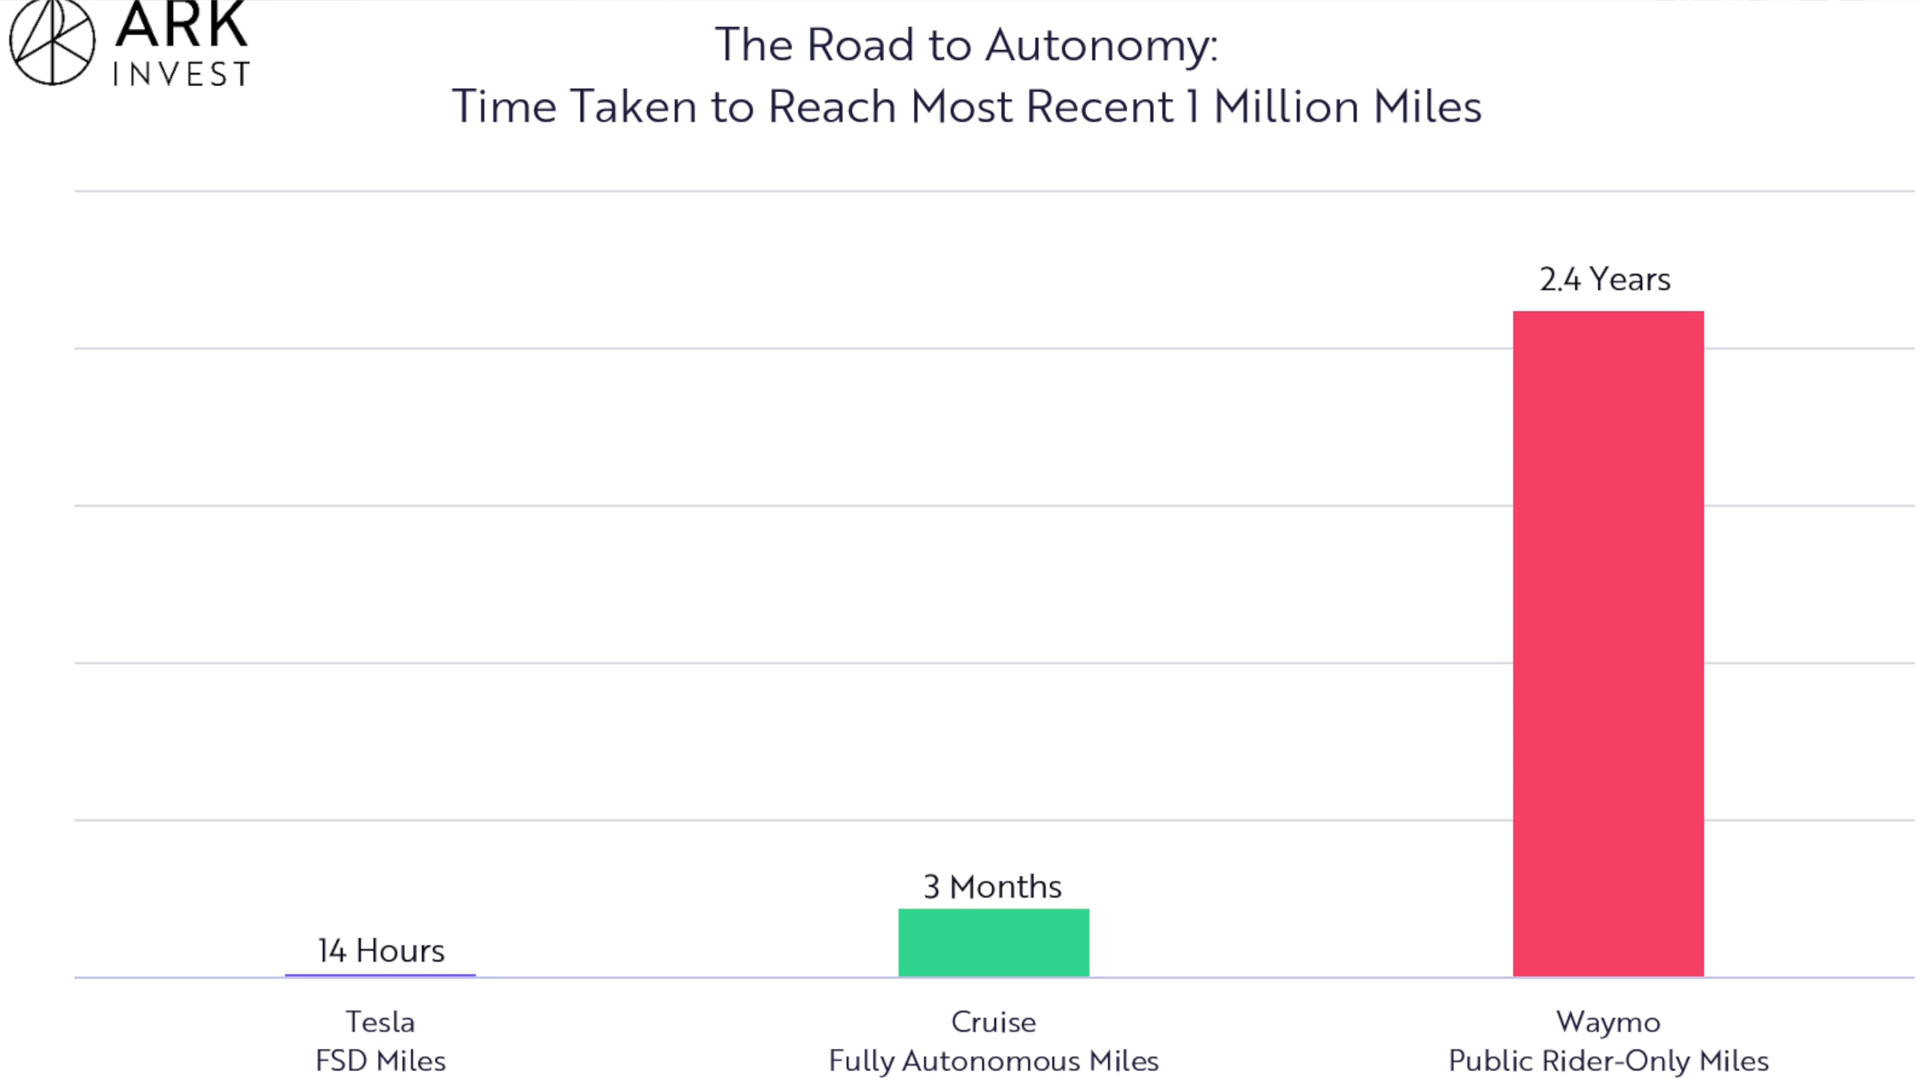 ARK
INVEST
The Road to Autonomy:
Time Taken to Reach Most Recent 1 Million Miles
2.4 Years
3 Months
14 Hours
Tesla
FSD Miles
Cruise
Fully Autonomous Miles
Waymo
Public Rider-Only Miles